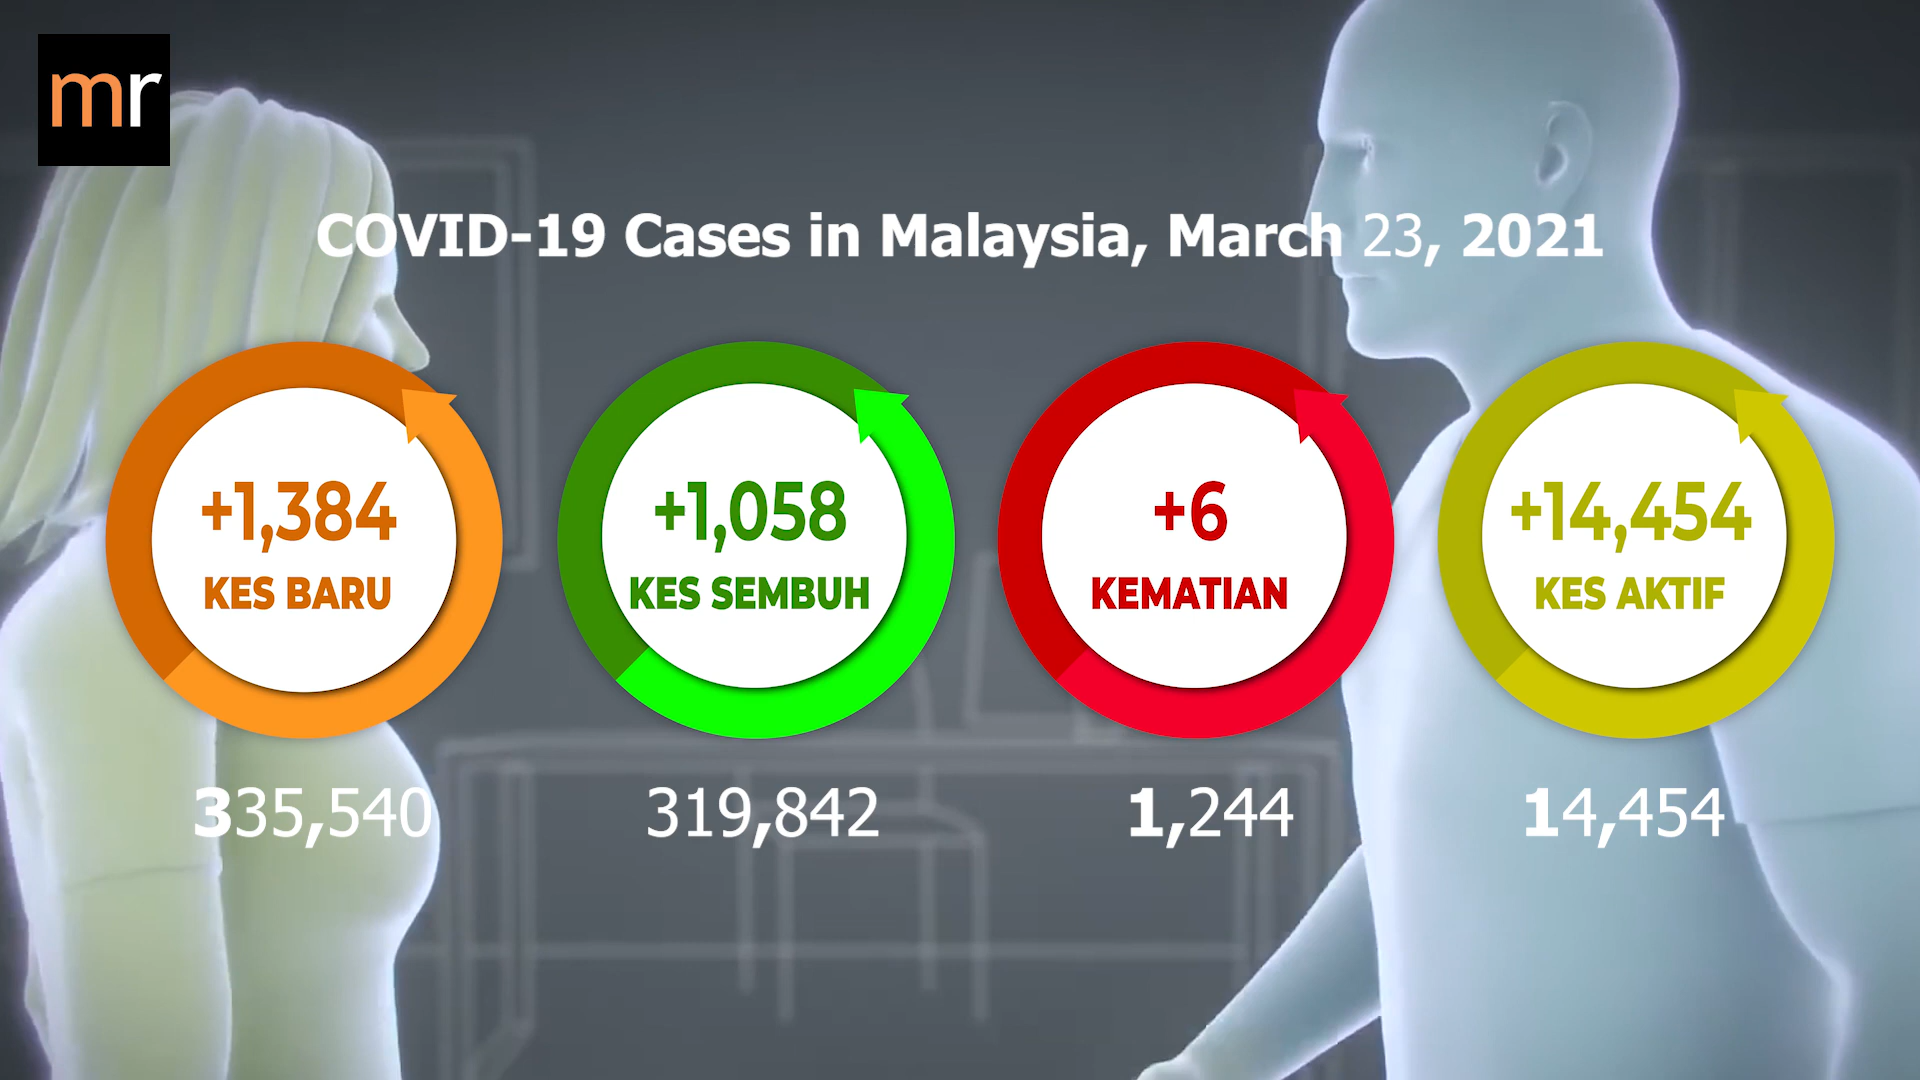 mr
COVID-19 Cases in Malaysia, March 23, 2021
+1,384
KES BARU
335,540
+1,058
KES SEMBUH
319,842
+6
KEMATIAN
1,244
+14,454
KES AKTIF
14,454